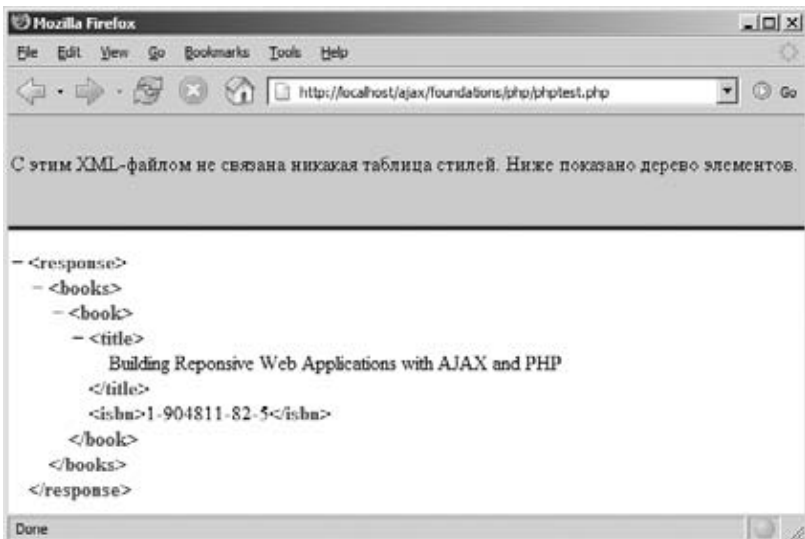 Mozilla Firefox
File Edit View Go Bookmarks Tools Help
http://localhost/ajax/foundations/php/phptest.php Go
С этим XML-файлом не связана никакая таблица стилей. Ниже показано дерево элементов.
– <response>
– <books>
– <book>
– <title>
Building Reponsive Web Applications with AJAX and PHP
</title>
<isbn>1-904811-82-5</isbn>
</book>
</books>
</response>
Done